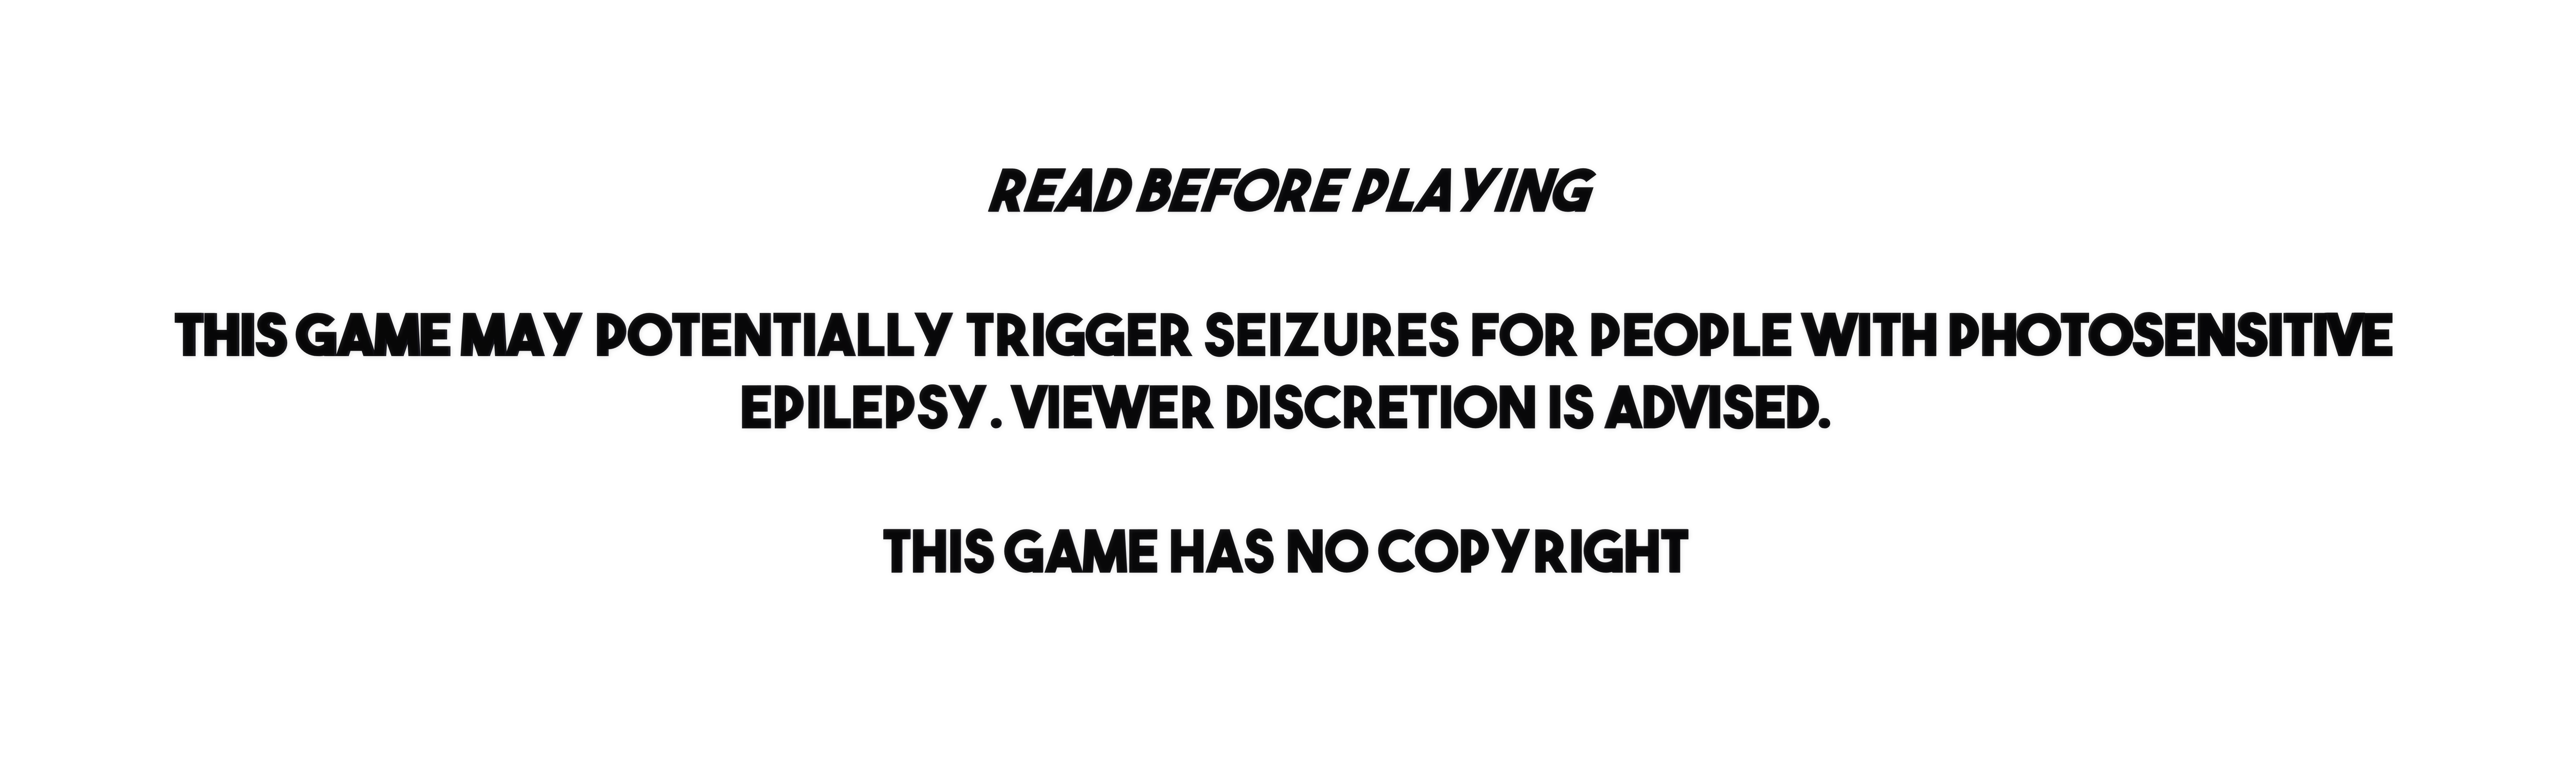 READ BEFORE PLAYING
THIS GAME MAY POTENTIALLY TRIGGER SEIZURES FOR PEOPLE WITH PHOTOSENSITIVE
EPILEPSY. VIEWER DISCRETION IS ADVISED.
THIS GAME HAS NO COPYRIGHT